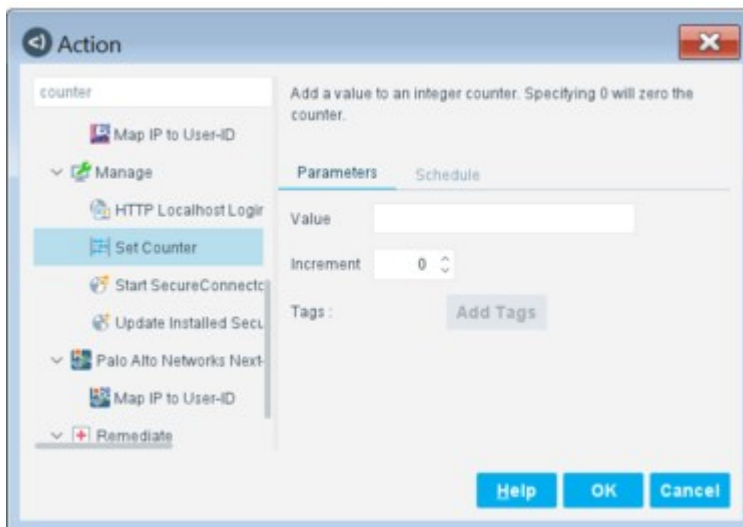 Action
counter
Map IP to User-ID
Manage
HTTP Localhost Login
Set Counter
Start SecureConnecto
Update Installed Secu
Palo Alto Networks Next-
Map IP to User-ID
Remediate
Add a value to an integer counter. Specifying 0 will zero the
counter.
Parameters Schedule
Value
Increment 0
Tags : Add Tags
Help OK Cancel